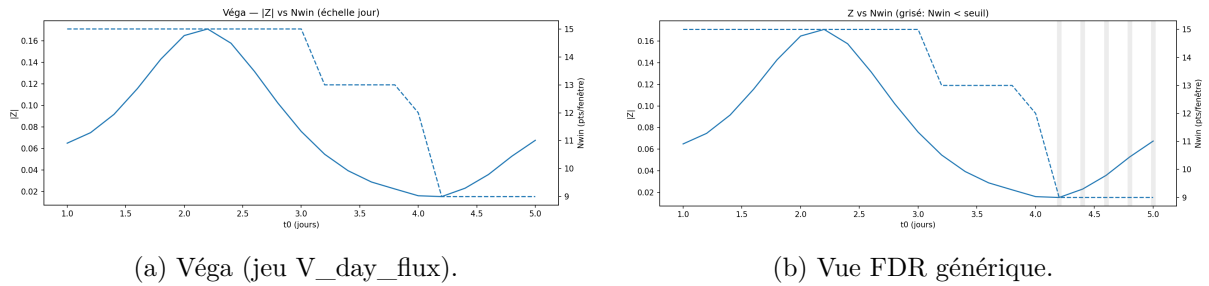 Véga — |Z| vs Nwin (échelle jour)
|Z|
0.16
0.14
0.12
0.10
0.08
0.06
0.04
0.02
15
14
13
12
11
10
9
Nwin (pts/fenêtre)
1.0 1.5 2.0 2.5 3.0 3.5 4.0 4.5 5.0
t0 (jours)
(a) Véga (jeu V_day_flux).
Z vs Nwin (grisé: Nwin < seuil)
|Z|
0.16
0.14
0.12
0.10
0.08
0.06
0.04
0.02
15
14
13
12
11
10
9
Nwin (pts/fenêtre)
1.0 1.5 2.0 2.5 3.0 3.5 4.0 4.5 5.0
t0 (jours)
(b) Vue FDR générique.